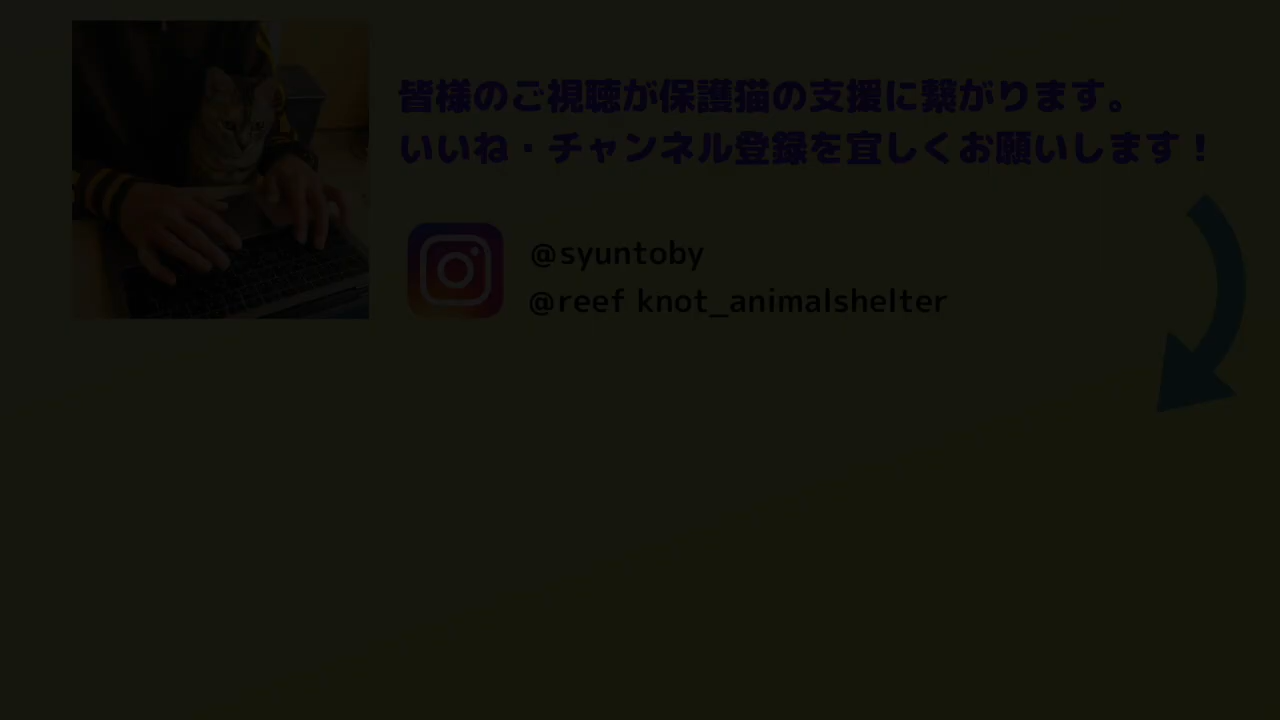 皆様のご視聴が保護猫の支援に繋がります。
いいね・チャンネル登録を宜しくお願いします！
@syuntoby
@reef knot_animalshelter